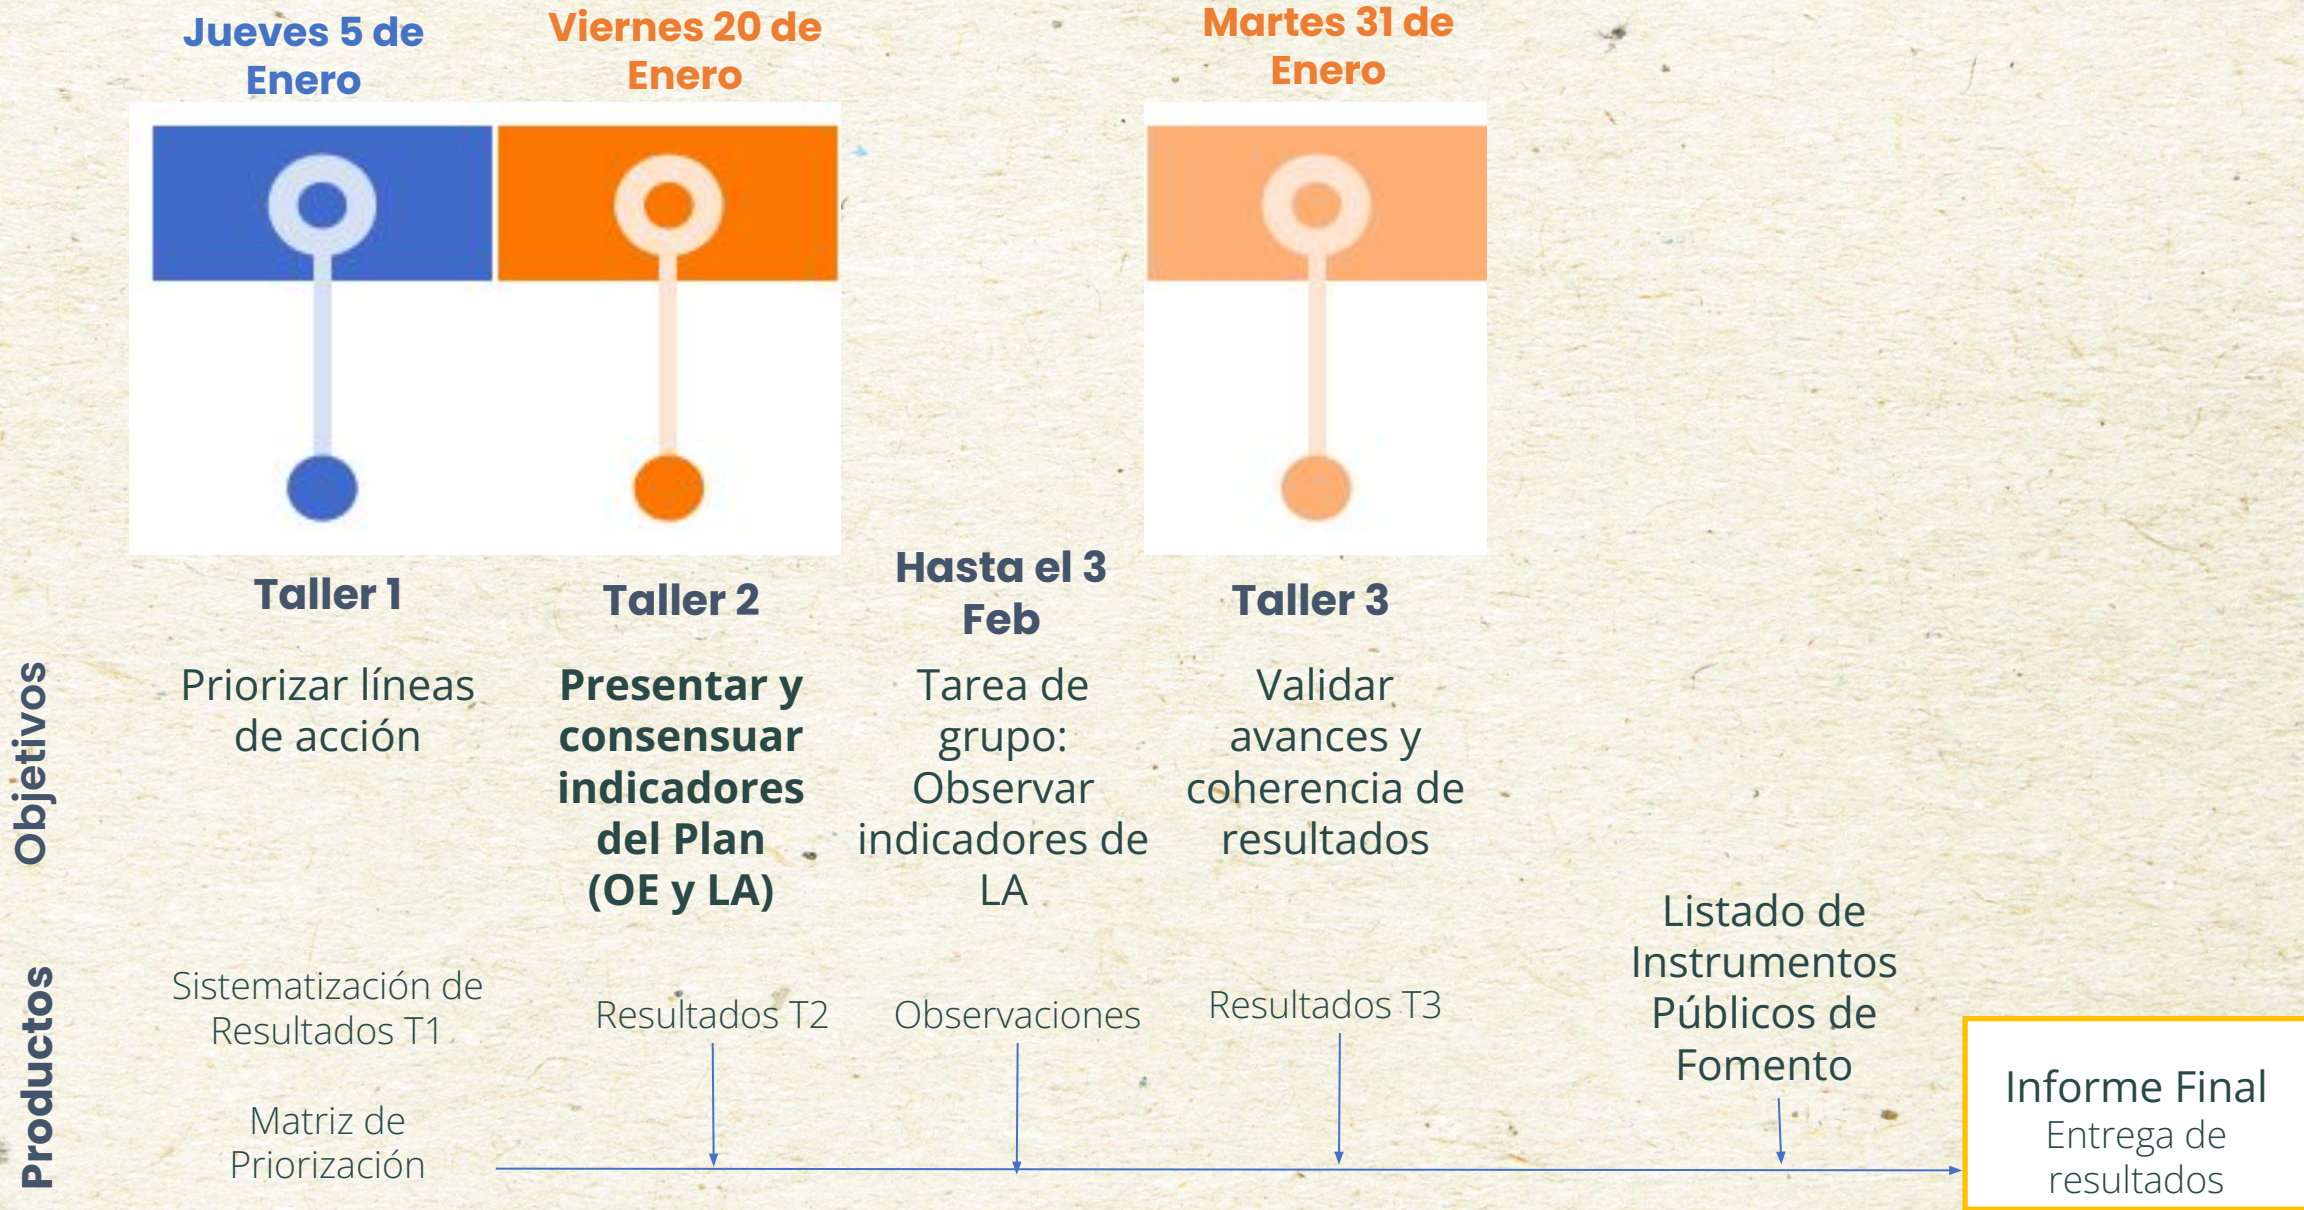 Jueves 5 de
Enero
Viernes 20 de
Enero
Martes 31 de
Enero
Taller 1
Taller 2
Hasta el 3
Feb
Taller 3
Objetivos
Priorizar líneas
de acción
Presentar y
consensuar
indicadores
del Plan
(OE y LA)
Tarea de
grupo:
Observar
indicadores de
LA
Validar
avances y
coherencia de
resultados
Productos
Sistematización de
Resultados T1
Matriz de
Priorización
Resultados T2
Observaciones
Resultados T3
Listado de
Instrumentos
Públicos de
Fomento
Informe Final
Entrega de
resultados